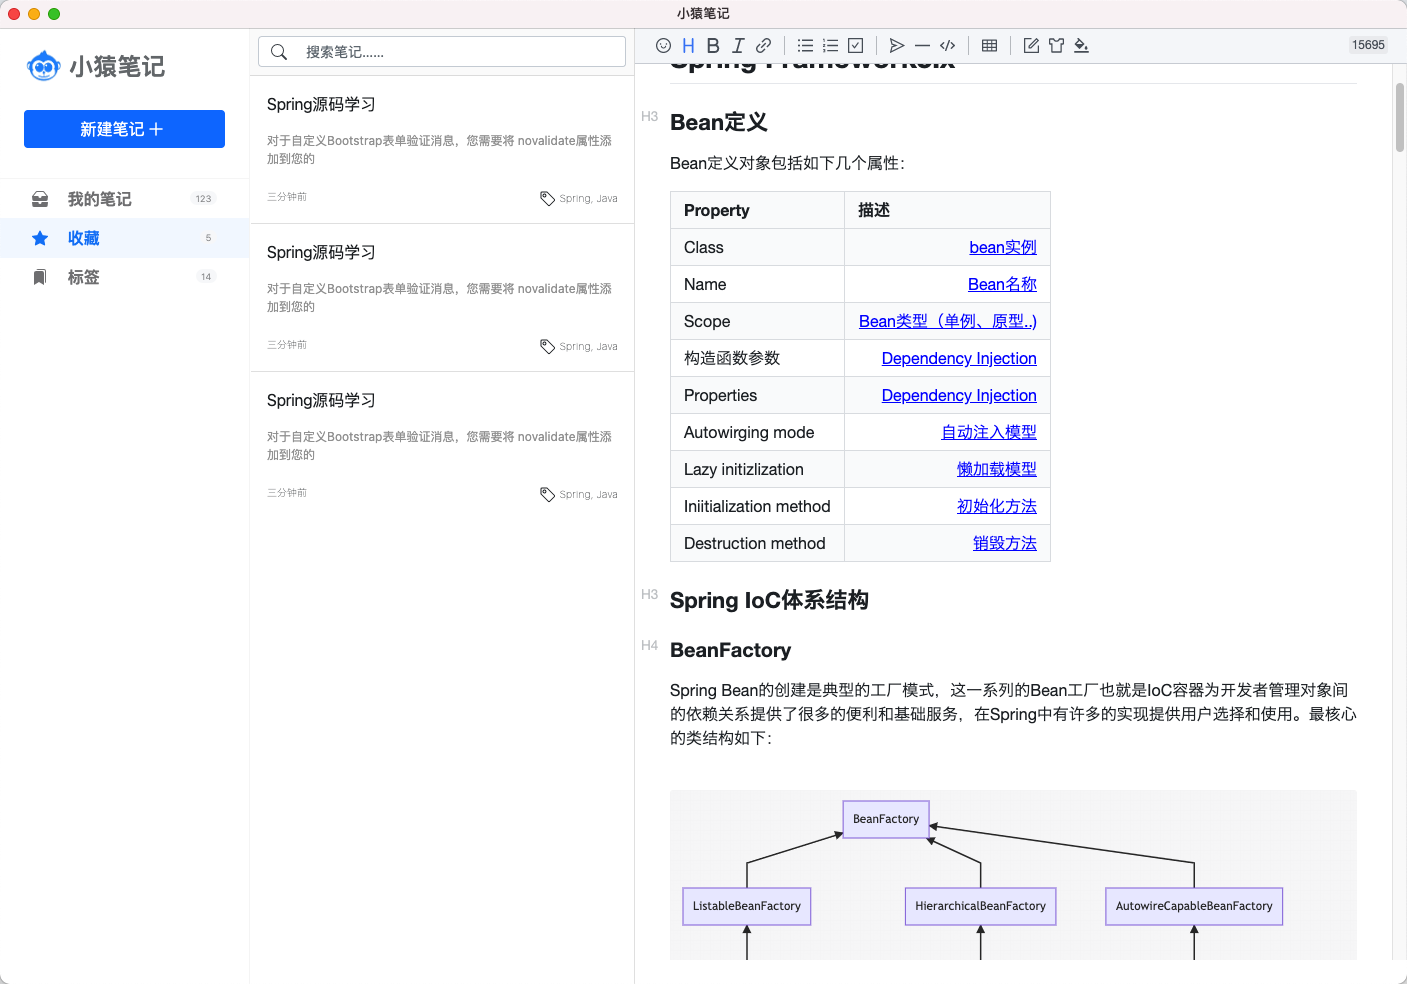 小猿笔记
小猿笔记
新建笔记
我的笔记 123
收藏 5
标签 14
搜索笔记......
Spring源码学习
对于自定义Bootstrap表单验证消息，您需要将 novalidate属性添
加到您的
三分钟前 Spring, Java
Spring源码学习
对于自定义Bootstrap表单验证消息，您需要将 novalidate属性添
加到您的
三分钟前 Spring, Java
Spring源码学习
对于自定义Bootstrap表单验证消息，您需要将 novalidate属性添
加到您的
三分钟前 Spring, Java
H B I 15695
H3 Bean定义
Bean定义对象包括如下几个属性：
Property 描述
Class bean实例
Name Bean名称
Scope Bean类型（单例、原型..)
构造函数参数 Dependency Injection
Properties Dependency Injection
Autowirging mode 自动注入模型
Lazy initizlization 懒加载模型
Iniitialization method 初始化方法
Destruction method 销毁方法
H3 Spring IoC体系结构
H4 BeanFactory
Spring Bean的创建是典型的工厂模式，这一系列的Bean工厂也就是IoC容器为开发者管理对象间
的依赖关系提供了很多的便利和基础服务，在Spring中有许多的实现提供用户选择和使用。最核心
的类结构如下：
BeanFactory
ListableBeanFactory HierarchicalBeanFactory AutowireCapableBeanFactory